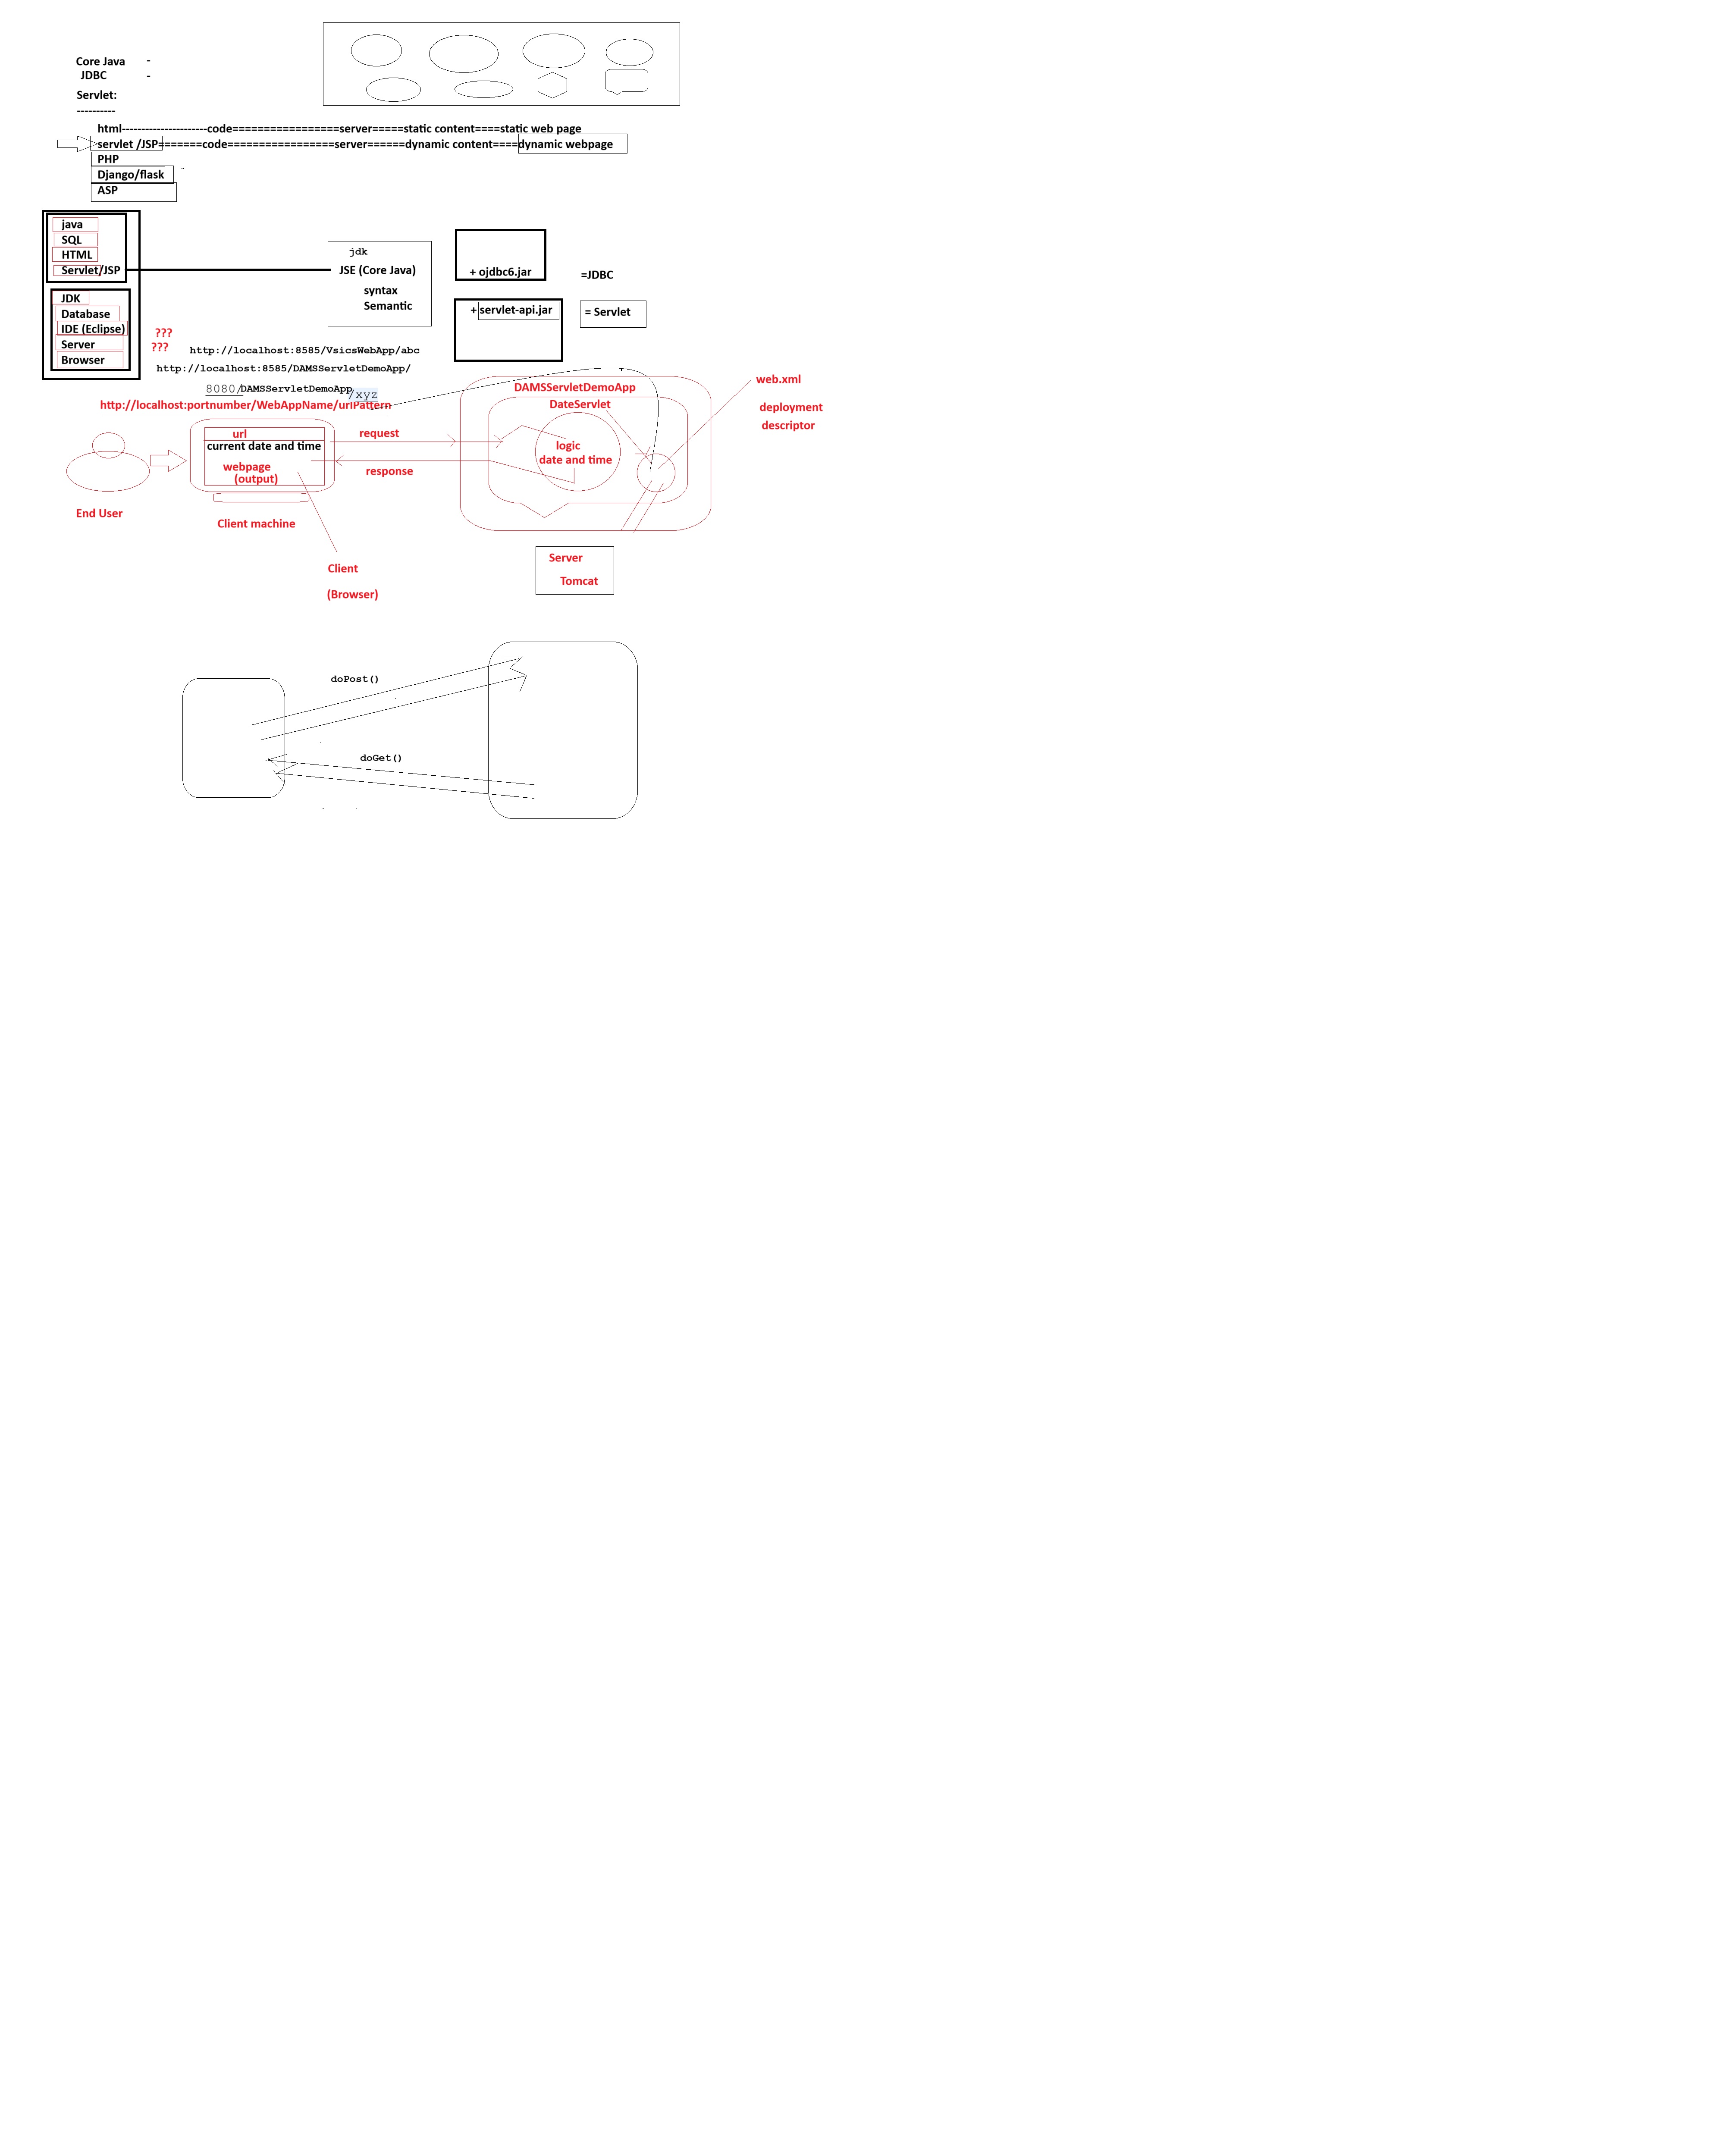 Core Java -
JDBC -
Servlet:
----------
html----------------------code=================server=====static content====static web page
servlet /JSP=======code=================server======dynamic content====dynamic webpage
PHP
Django/flask -
ASP
java
SQL
HTML
Servlet/JSP
JDK
Database
IDE (Eclipse)
Server
Browser
???
???
jdk
JSE (Core Java)
syntax
Semantic
+ ojdbc6.jar
=JDBC
+ servlet-api.jar
= Servlet
http://localhost:8585/VsicsWebApp/abc
http://localhost:8585/DAMSServletDemoApp/
8080/DAMSServletDemoApp/xyz
http://localhost:portnumber/WebAppName/urlPattern
url
current date and time
webpage
(output)
request
response
End User
Client machine
Client
(Browser)
DAMSServletDemoApp
DateServlet
logic
date and time
web.xml
deployment
descriptor
Server
Tomcat
doPost()
doGet()